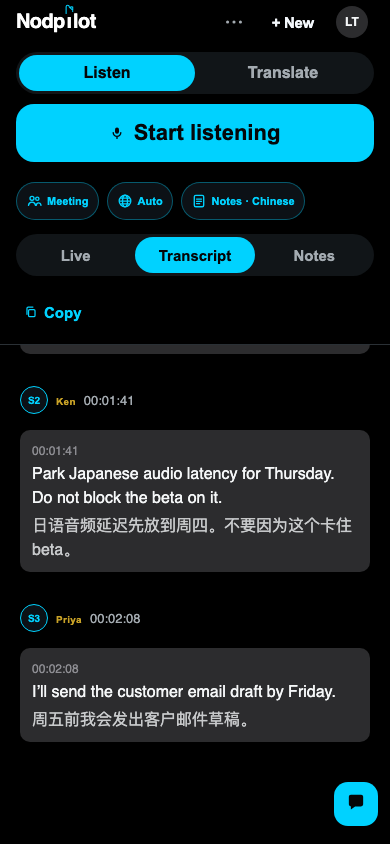 Nodpilot
+ New
LT
Listen
Translate
Start listening
Meeting
Auto
Notes · Chinese
Live
Transcript
Notes
Copy
S2
Ken
00:01:41
00:01:41
Park Japanese audio latency for Thursday.
Do not block the beta on it.
日语音频延迟先放到周四。不要因为这个卡住
beta。
S3
Priya
00:02:08
00:02:08
I’ll send the customer email draft by Friday.
周五前我会发出客户邮件草稿。